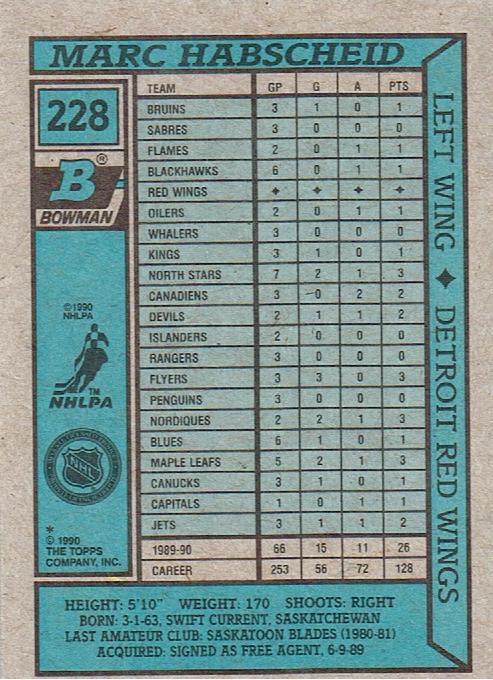 MARC HABSCHEID
228
B®
BOWMAN
©1990
NHLPA
TM
NHLPA
NHL
*
© 1990
THE TOPPS
COMPANY, INC.
TEAM GP G A PTS
BRUINS 3 1 0 1
SABRES 3 0 0 0
FLAMES 2 0 1 1
BLACKHAWKS 6 0 1 1
RED WINGS ✦ ✦ ✦ ✦
OILERS 2 0 1 1
WHALERS 3 0 0 0
KINGS 3 1 0 1
NORTH STARS 7 2 1 3
CANADIENS 3 0 2 2
DEVILS 2 1 1 2
ISLANDERS 2 0 0 0
RANGERS 3 0 0 0
FLYERS 3 3 0 3
PENGUINS 3 0 0 0
NORDIQUES 2 2 1 3
BLUES 6 1 0 1
MAPLE LEAFS 5 2 1 3
CANUCKS 3 1 0 1
CAPITALS 1 0 1 1
JETS 3 1 1 2
1989-90 66 15 11 26
CAREER 253 56 72 128
LEFT WING ✦ DETROIT RED WINGS
HEIGHT: 5'10" WEIGHT: 170 SHOOTS: RIGHT
BORN: 3-1-63, SWIFT CURRENT, SASKATCHEWAN
LAST AMATEUR CLUB: SASKATOON BLADES (1980-81)
ACQUIRED: SIGNED AS FREE AGENT, 6-9-89